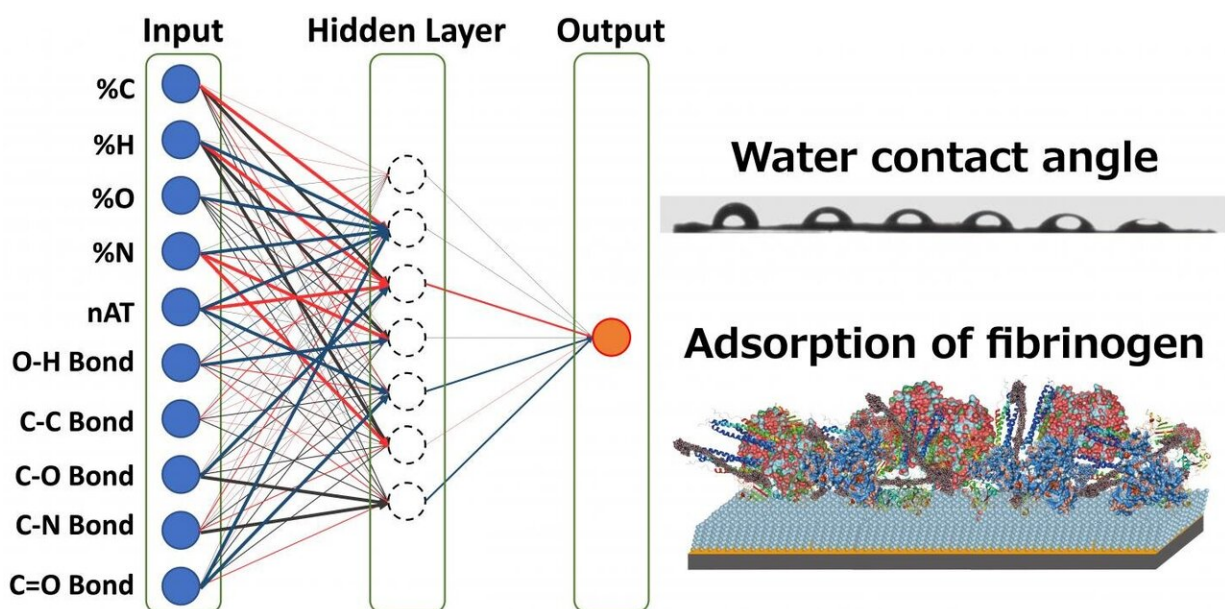 Input
Hidden Layer
Output
%C
%H
%O
%N
nAT
O-H Bond
C-C Bond
C-O Bond
C-N Bond
C=O Bond
Water contact angle
Adsorption of fibrinogen